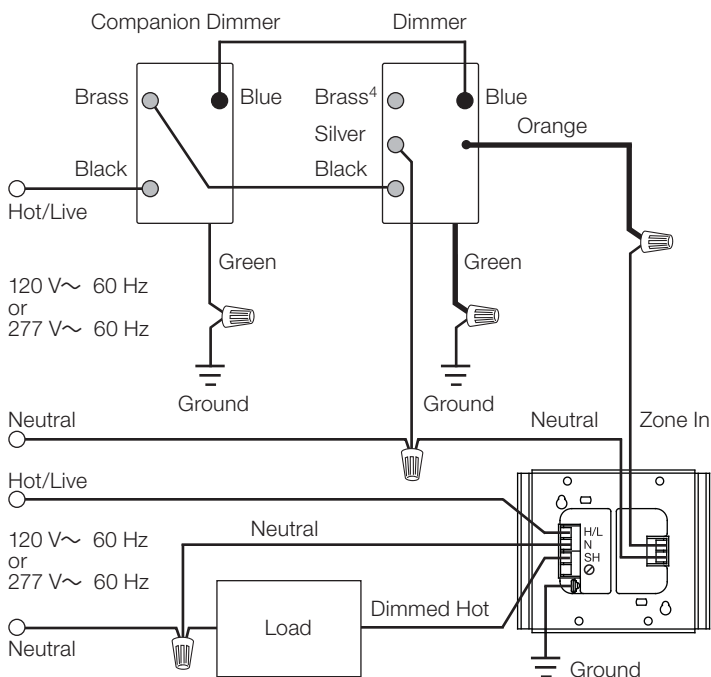 Companion Dimmer
Dimmer
Brass
Blue
Brass⁴
Blue
Silver
Orange
Black
Black
Hot/Live
Green
Green
120 V～ 60 Hz
or
277 V～ 60 Hz
Ground
Ground
Neutral
Neutral
Zone In
Hot/Live
Neutral
H/L
N
SH
120 V～ 60 Hz
or
277 V～ 60 Hz
Load
Dimmed Hot
Neutral
Ground